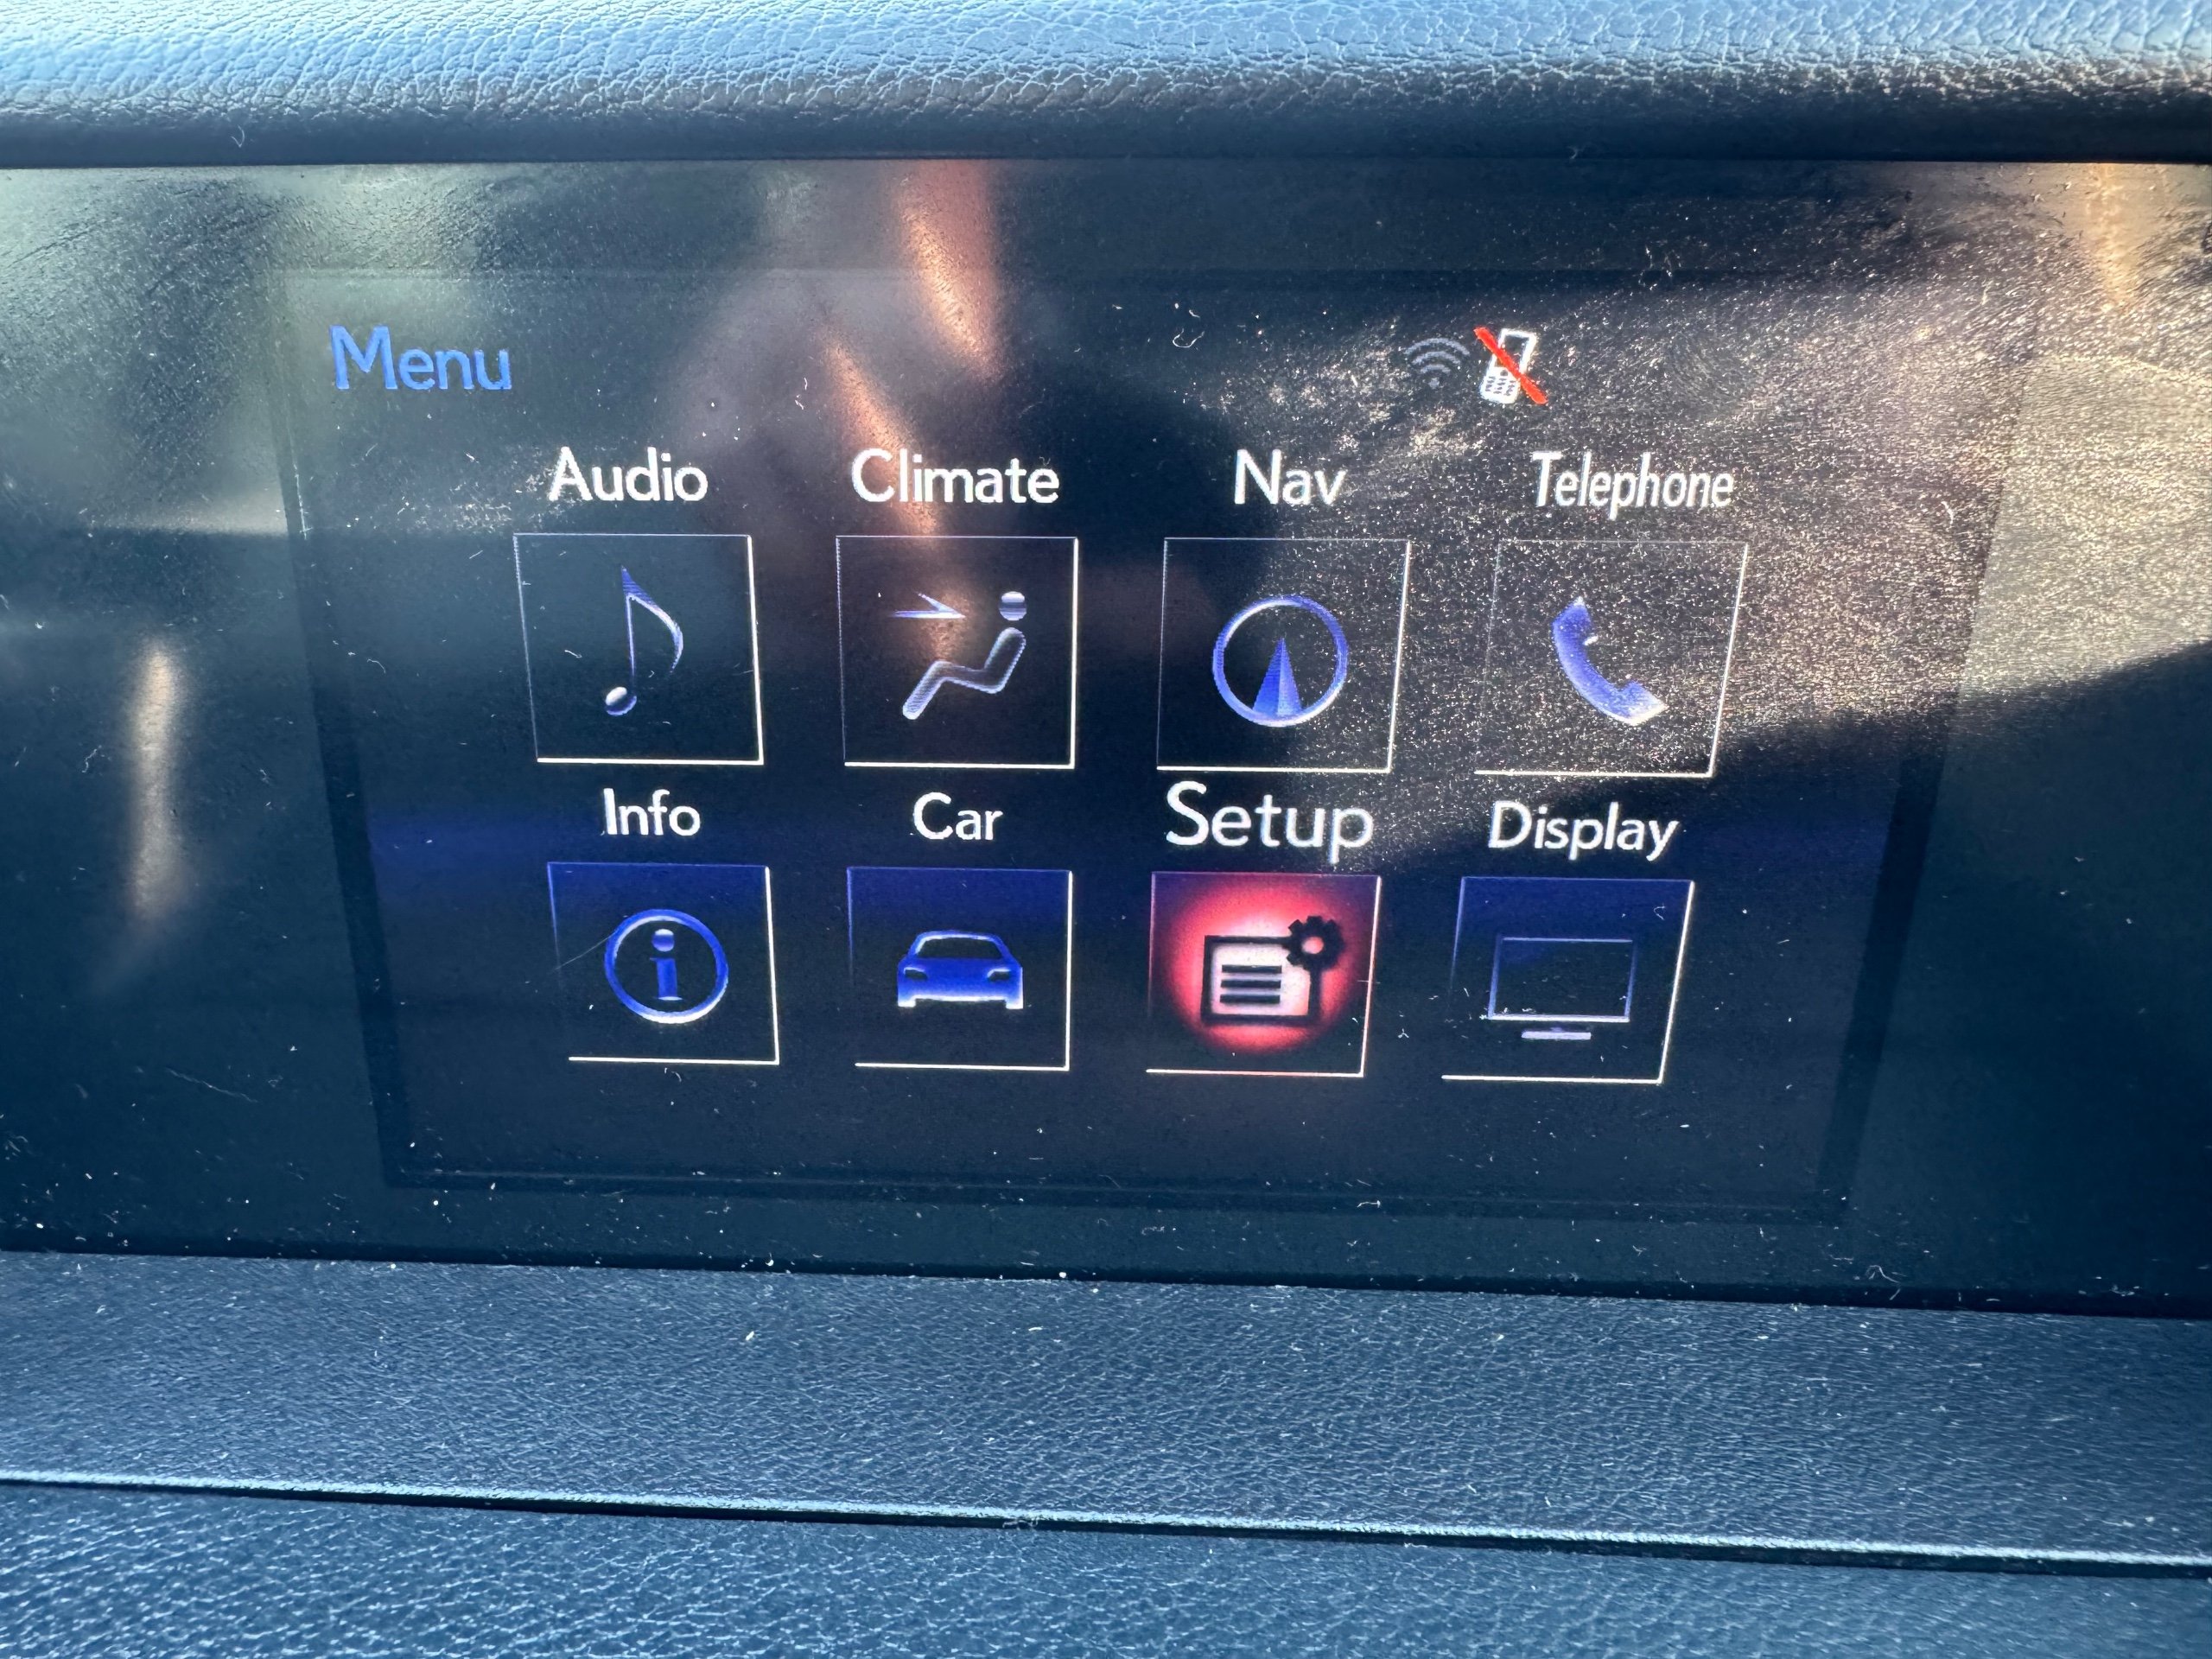 Menu
Audio Climate Nav Telephone
Info Car Setup Display